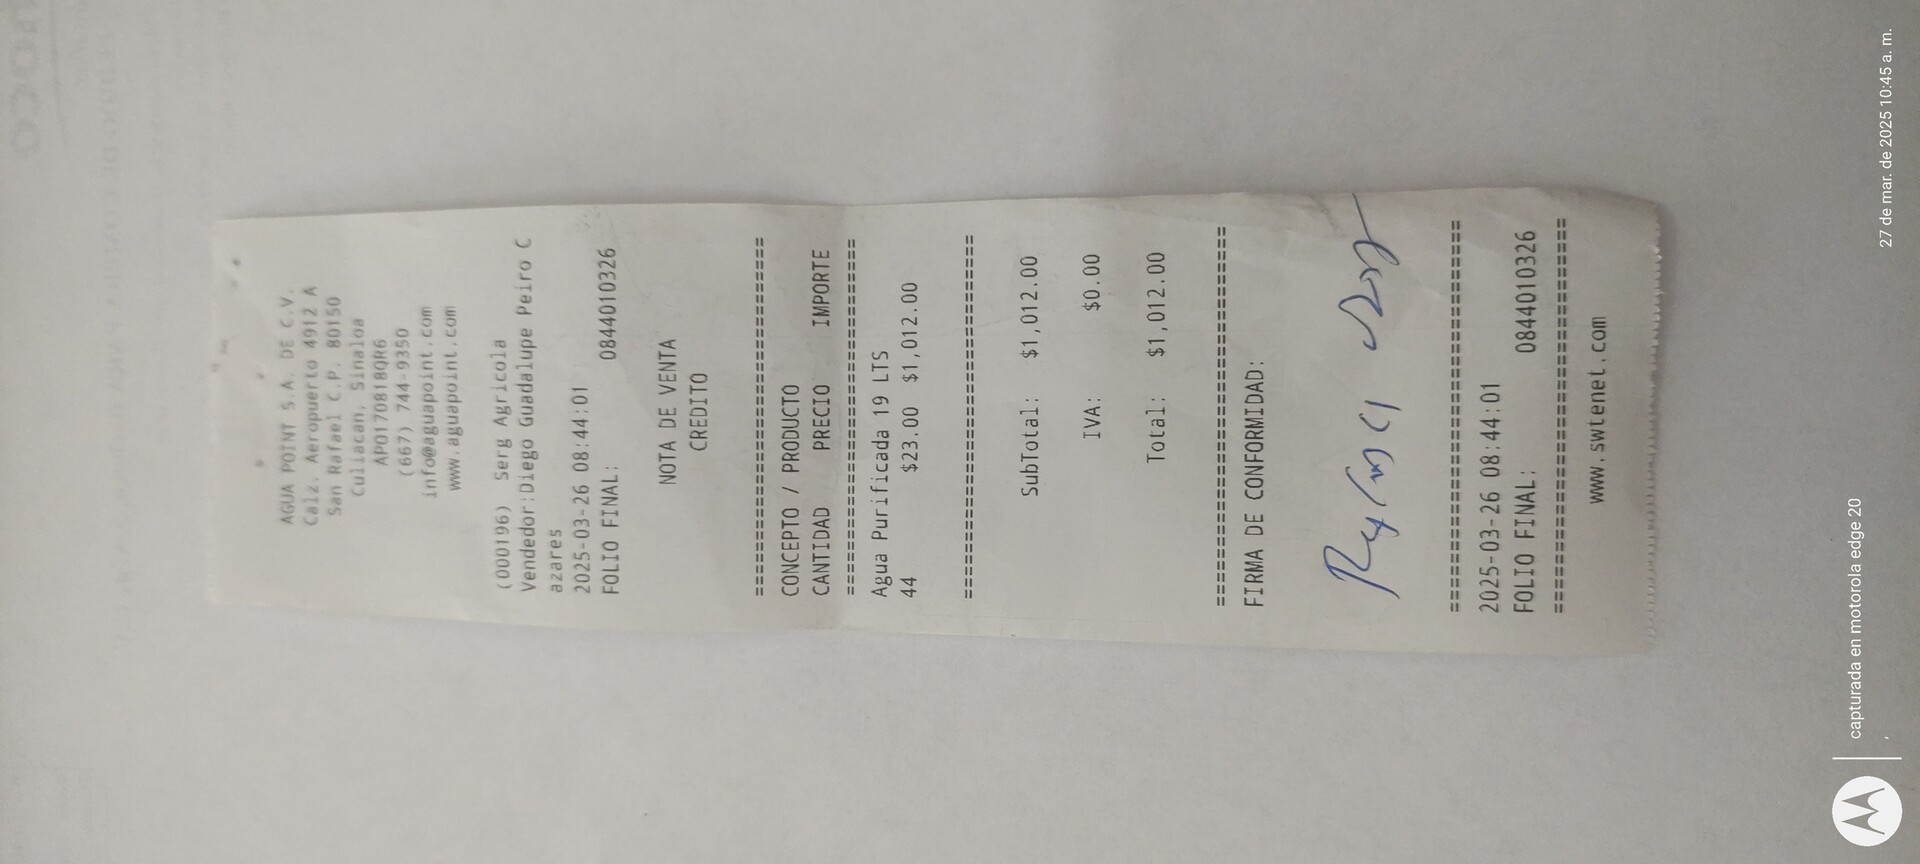 AGUA POINT S.A. DE C.V.
Calz. Aeropuerto 4912 A
San Rafael C.P. 80150
Culiacan, Sinaloa
APO170818QR6
(667) 744-9350
info@aguapoint.com
www.aguapoint.com
(000196) Serg Agricola
Vendedor:Diego Guadalupe Peiro C
azares
2025-03-26 08:44:01
FOLIO FINAL: 0844010326
NOTA DE VENTA
CREDITO
================================
CONCEPTO / PRODUCTO
CANTIDAD PRECIO IMPORTE
================================
Agua Purificada 19 LTS
44 $23.00 $1,012.00
================================
SubTotal: $1,012.00
IVA: $0.00
Total: $1,012.00
================================
FIRMA DE CONFORMIDAD:
================================
2025-03-26 08:44:01
FOLIO FINAL: 0844010326
================================
www.swtenet.com
capturada en motorola edge 20
27 de mar. de 2025 10:45 a. m.